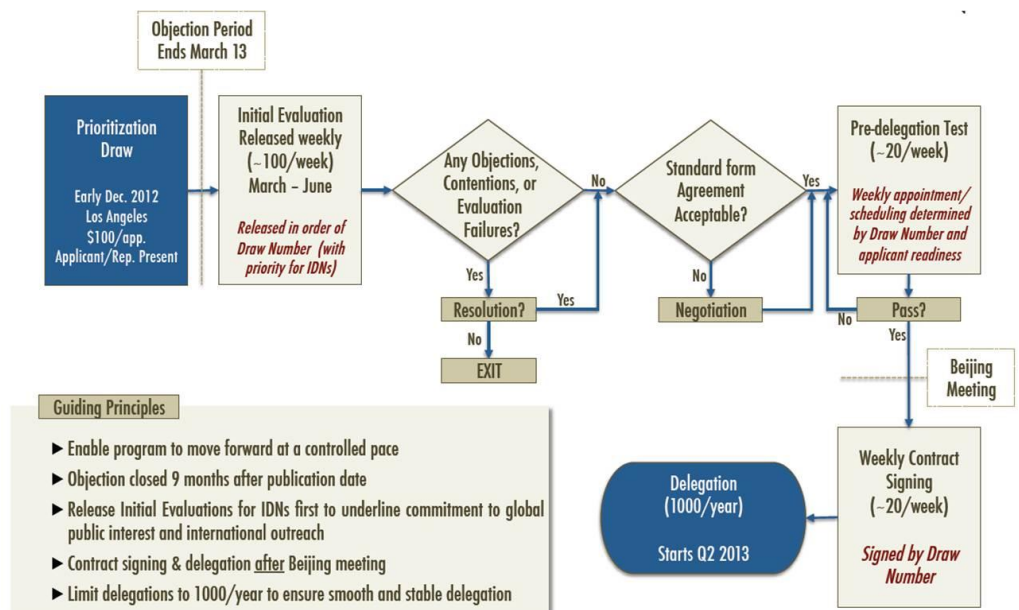 Objection Period
Ends March 13
Prioritization
Draw
Early Dec. 2012
Los Angeles
$100/app.
Applicant/Rep. Present
Initial Evaluation
Released weekly
(~100/week)
March – June
Released in order of
Draw Number (with
priority for IDNs)
Any Objections,
Contentions, or
Evaluation
Failures?
No
Yes
Resolution?
Yes
No
EXIT
Standard form
Agreement
Acceptable?
Yes
No
Negotiation
Pre-delegation Test
(~20/week)
Weekly appointment/
scheduling determined
by Draw Number and
applicant readiness
No
Pass?
Yes
Beijing
Meeting
Weekly Contract
Signing
(~20/week)
Signed by Draw
Number
Delegation
(1000/year)
Starts Q2 2013
Guiding Principles
▶ Enable program to move forward at a controlled pace
▶ Objection closed 9 months after publication date
▶ Release Initial Evaluations for IDNs first to underline commitment to global
public interest and international outreach
▶ Contract signing & delegation after Beijing meeting
▶ Limit delegations to 1000/year to ensure smooth and stable delegation